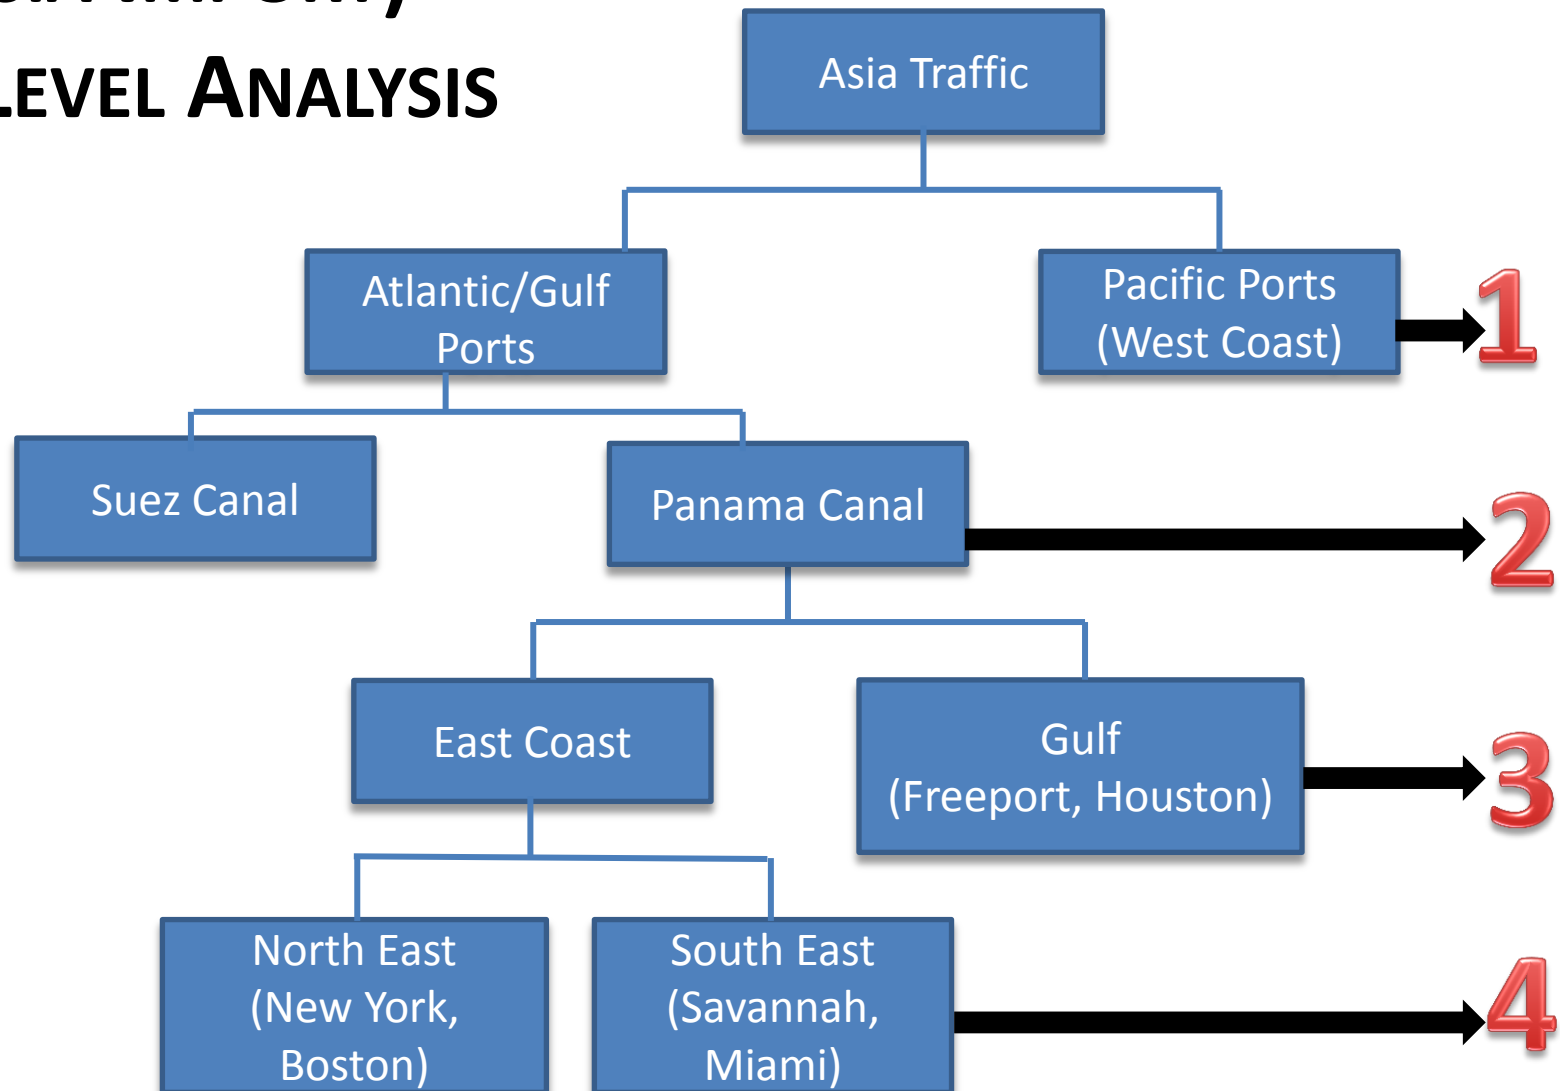 LEVEL ANALYSIS
Asia Traffic
Atlantic/Gulf
Ports
Pacific Ports
(West Coast)
1
Suez Canal
Panama Canal
2
East Coast
Gulf
(Freeport, Houston)
3
North East
(New York,
Boston)
South East
(Savannah,
Miami)
4